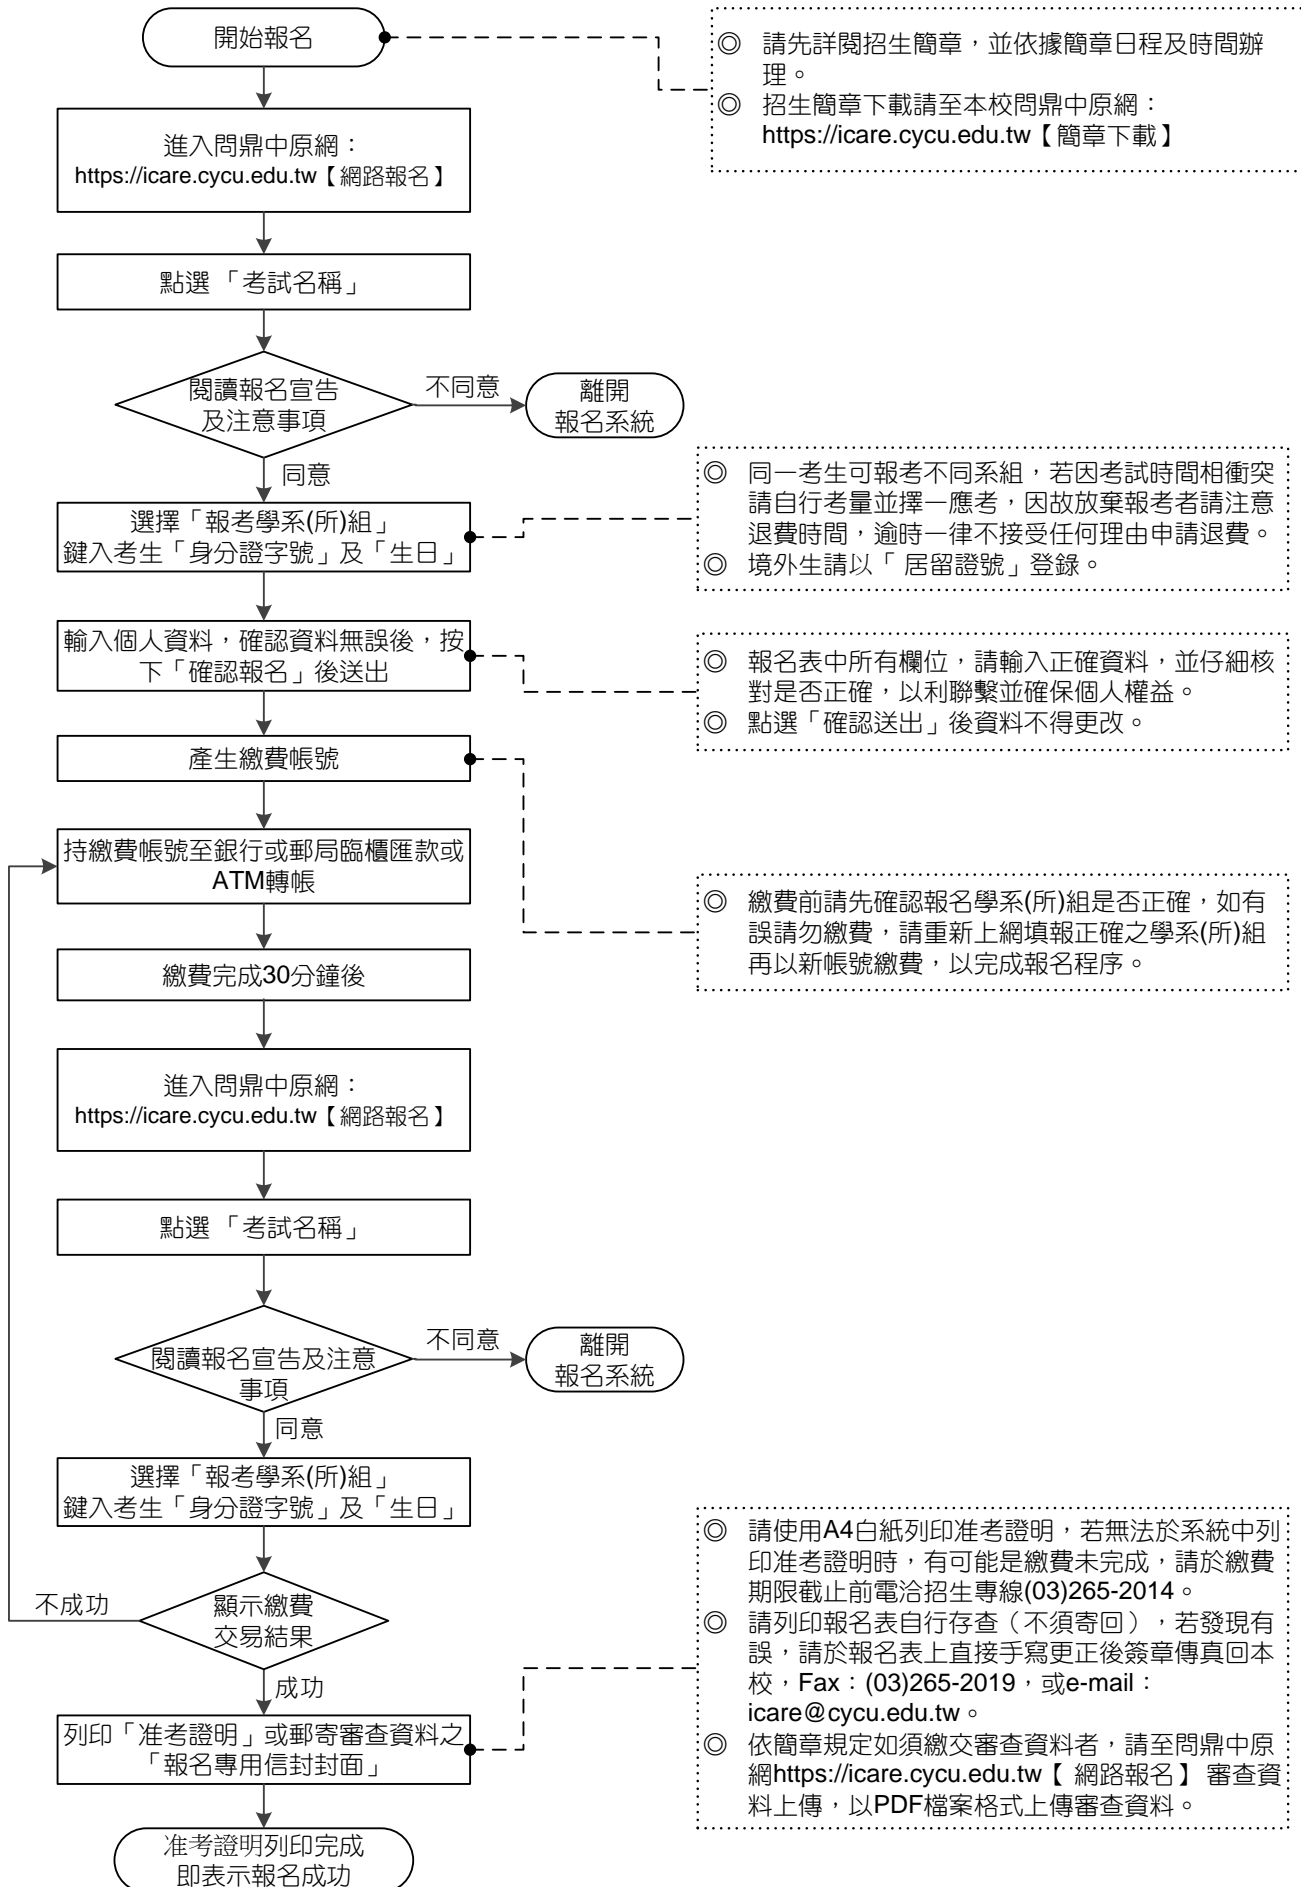 開始報名
◎ 請先詳閱招生簡章，並依據簡章日程及時間辦
理。
◎ 招生簡章下載請至本校問鼎中原網：
https://icare.cycu.edu.tw【簡章下載】
進入問鼎中原網：
https://icare.cycu.edu.tw【網路報名】
點選 「考試名稱」
閱讀報名宣告
及注意事項
不同意
離開
報名系統
同意
選擇「報考學系(所)組」
鍵入考生「身分證字號」及「生日」
◎ 同一考生可報考不同系組，若因考試時間相衝突
請自行考量並擇一應考，因故放棄報考者請注意
退費時間，逾時一律不接受任何理由申請退費。
◎ 境外生請以「 居留證號」登錄。
輸入個人資料，確認資料無誤後，按
下「確認報名」後送出
◎ 報名表中所有欄位，請輸入正確資料，並仔細核
對是否正確，以利聯繫並確保個人權益。
◎ 點選「確認送出」後資料不得更改。
產生繳費帳號
持繳費帳號至銀行或郵局臨櫃匯款或
ATM轉帳
◎ 繳費前請先確認報名學系(所)組是否正確，如有
誤請勿繳費，請重新上網填報正確之學系(所)組
再以新帳號繳費，以完成報名程序。
繳費完成30分鐘後
進入問鼎中原網：
https://icare.cycu.edu.tw【網路報名】
點選 「考試名稱」
閱讀報名宣告及注意
事項
不同意
離開
報名系統
同意
選擇「報考學系(所)組」
鍵入考生「身分證字號」及「生日」
顯示繳費
交易結果
不成功
成功
列印「准考證明」或郵寄審查資料之
「報名專用信封封面」
◎ 請使用A4白紙列印准考證明，若無法於系統中列
印准考證明時，有可能是繳費未完成，請於繳費
期限截止前電洽招生專線(03)265-2014。
◎ 請列印報名表自行存查（不須寄回），若發現有
誤，請於報名表上直接手寫更正後簽章傳真回本
校，Fax：(03)265-2019，或e-mail：
icare@cycu.edu.tw。
◎ 依簡章規定如須繳交審查資料者，請至問鼎中原
網https://icare.cycu.edu.tw【 網路報名】 審查資
料上傳，以PDF檔案格式上傳審查資料。
准考證明列印完成
即表示報名成功